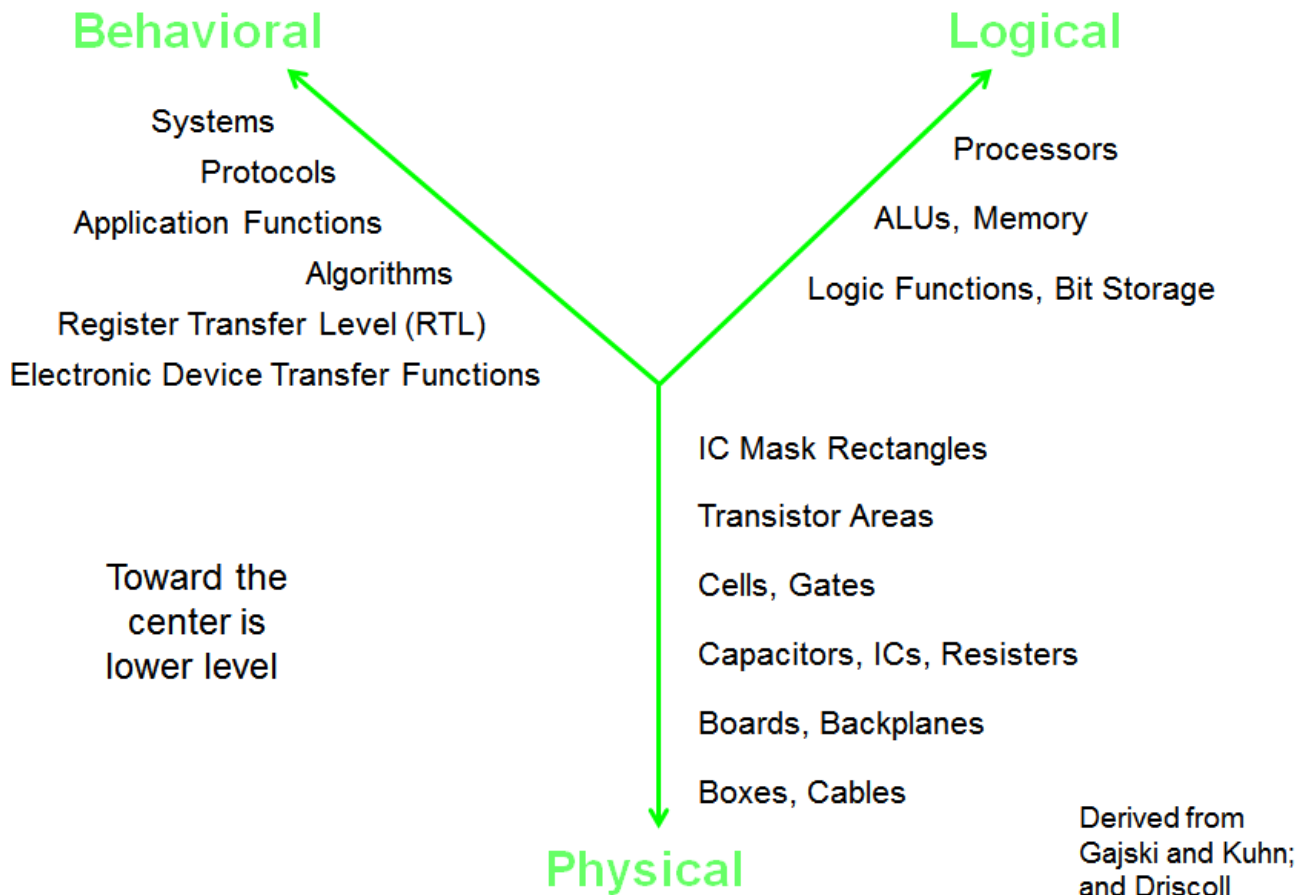 Behavioral
Logical
Systems
Protocols
Application Functions
Algorithms
Register Transfer Level (RTL)
Electronic Device Transfer Functions
Processors
ALUs, Memory
Logic Functions, Bit Storage
IC Mask Rectangles
Transistor Areas
Cells, Gates
Capacitors, ICs, Resisters
Boards, Backplanes
Boxes, Cables
Toward the
center is
lower level
Physical
Derived from
Gajski and Kuhn;
and Driscoll